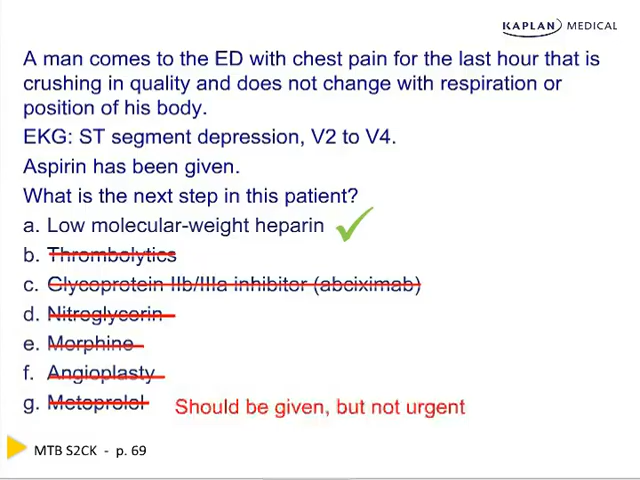 KAPLAN MEDICAL
A man comes to the ED with chest pain for the last hour that is
crushing in quality and does not change with respiration or
position of his body.
EKG: ST segment depression, V2 to V4.
Aspirin has been given.
What is the next step in this patient?
a. Low molecular-weight heparin
b. Thrombolytics
c. Glycoprotein IIb/IIIa inhibitor (abciximab)
d. Nitroglycerin
e. Morphine
f. Angioplasty
g. Metoprolol Should be given, but not urgent
MTB S2CK - p. 69